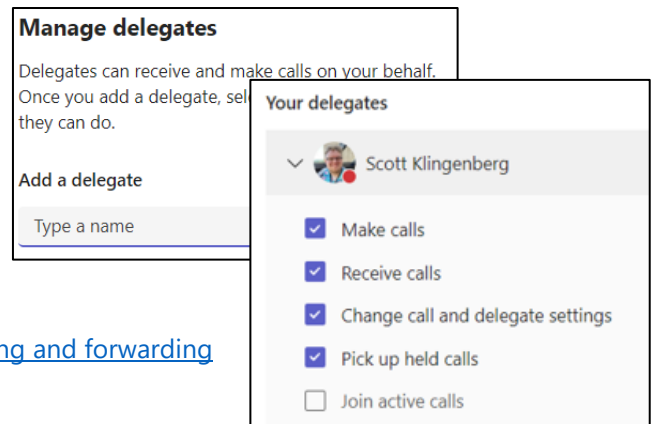 Manage delegates
Delegates can receive and make calls on your behalf.
Once you add a delegate, sel
they can do.
Add a delegate
Type a name
Your delegates
Scott Klingenberg
Make calls
Receive calls
Change call and delegate settings
Pick up held calls
Join active calls
ng and forwarding